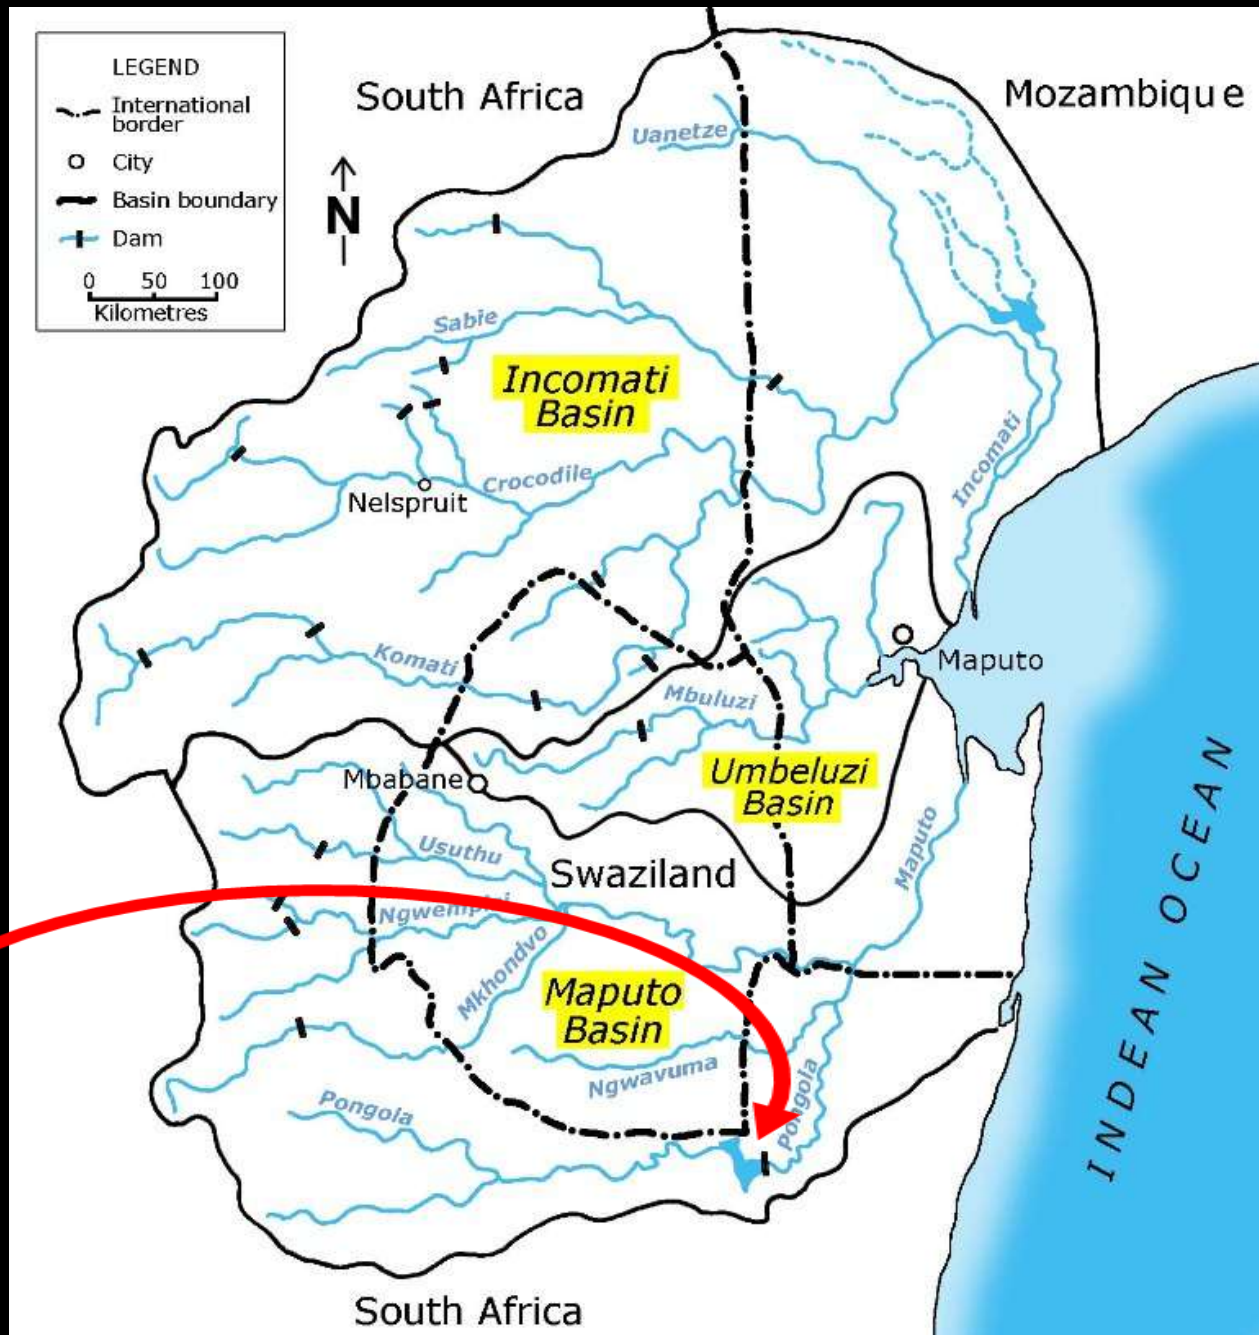 LEGEND
International
border
City
Basin boundary
Dam
0 50 100
Kilometres
N
South Africa
Mozambique
Uanetze
Sabie
Incomati
Basin
Incomati
Crocodile
Nelspruit
Komati
Mbuluzi
Maputo
Mbabane
Umbeluzi
Basin
Usuthu
Swaziland
Maputo
Ngwempisi
Mkhondvo
Maputo
Basin
Ngwavuma
Pongola
Pongola
INDEAN OCEAN
South Africa